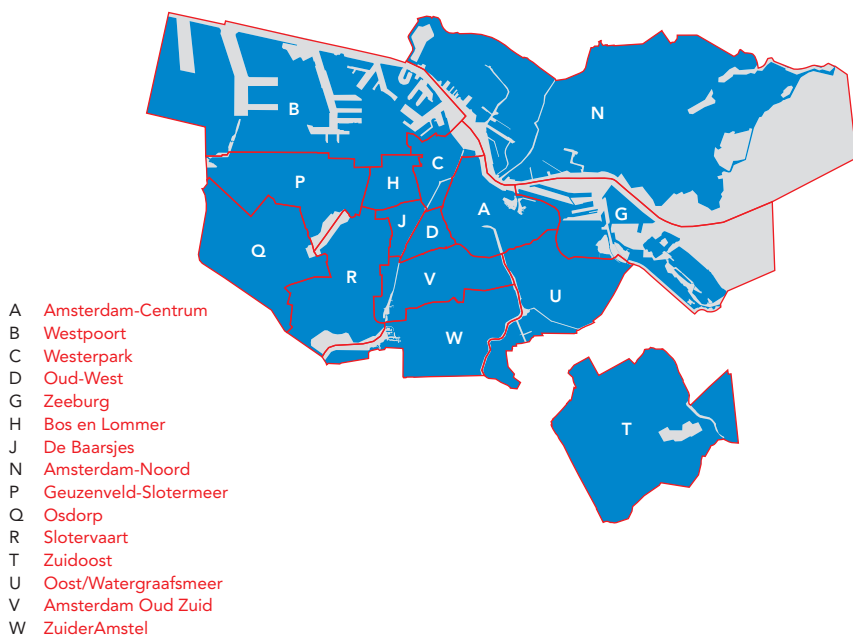 B
N
C
P
H
A
J
G
D
Q
R
V
U
W
T
A Amsterdam-Centrum
B Westpoort
C Westerpark
D Oud-West
G Zeeburg
H Bos en Lommer
J De Baarsjes
N Amsterdam-Noord
P Geuzenveld-Slotermeer
Q Osdorp
R Slotervaart
T Zuidoost
U Oost/Watergraafsmeer
V Amsterdam Oud Zuid
W ZuiderAmstel